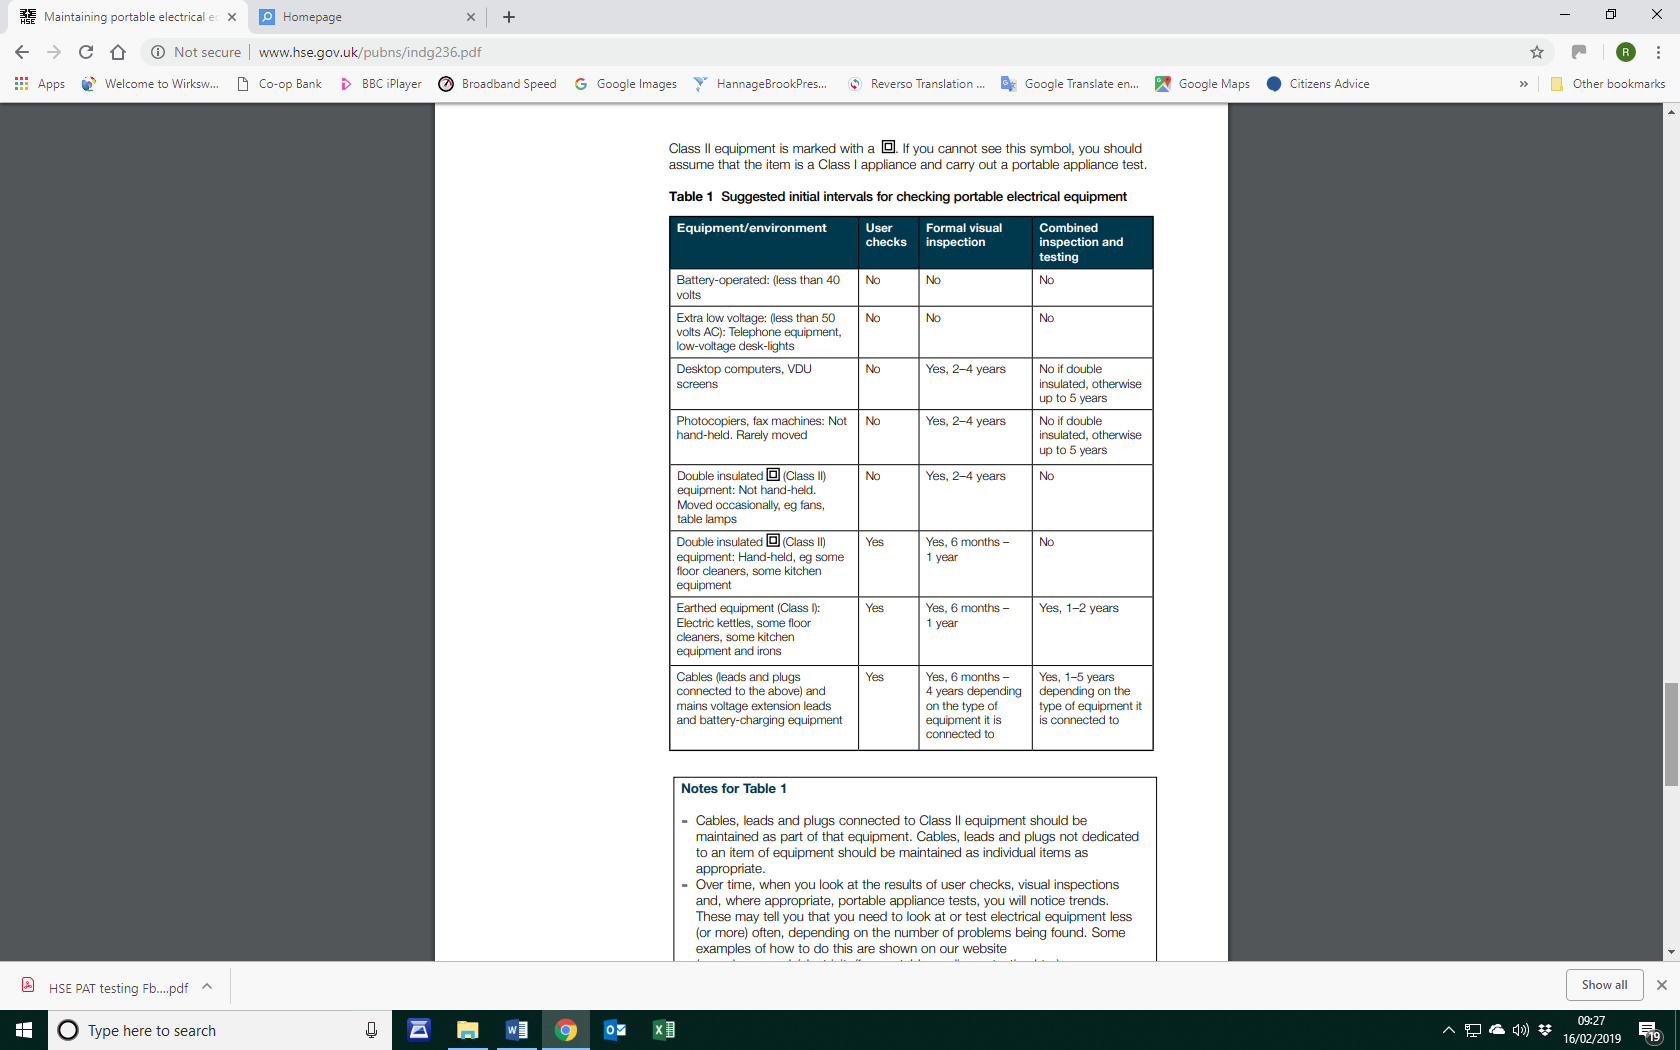 Maintaining portable electrical ec
Homepage
Not secure | www.hse.gov.uk/pubns/indg236.pdf
R
Apps
Welcome to Wirksw...
Co-op Bank
BBC iPlayer
Broadband Speed
Google Images
HannageBrookPres...
Reverso Translation ...
Google Translate en...
Google Maps
Citizens Advice
»
Other bookmarks
Class II equipment is marked with a . If you cannot see this symbol, you should
assume that the item is a Class I appliance and carry out a portable appliance test.
Table 1 Suggested initial intervals for checking portable electrical equipment
Equipment/environment
User
checks
Formal visual
inspection
Combined
inspection and
testing
Battery-operated: (less than 40
volts
No
No
No
Extra low voltage: (less than 50
volts AC): Telephone equipment,
low-voltage desk-lights
No
No
No
Desktop computers, VDU
screens
No
Yes, 2–4 years
No if double
insulated, otherwise
up to 5 years
Photocopiers, fax machines: Not
hand-held. Rarely moved
No
Yes, 2–4 years
No if double
insulated, otherwise
up to 5 years
Double insulated (Class II)
equipment: Not hand-held.
Moved occasionally, eg fans,
table lamps
No
Yes, 2–4 years
No
Double insulated (Class II)
equipment: Hand-held, eg some
floor cleaners, some kitchen
equipment
Yes
Yes, 6 months –
1 year
No
Earthed equipment (Class I):
Electric kettles, some floor
cleaners, some kitchen
equipment and irons
Yes
Yes, 6 months –
1 year
Yes, 1–2 years
Cables (leads and plugs
connected to the above) and
mains voltage extension leads
and battery-charging equipment
Yes
Yes, 6 months –
4 years depending
on the type of
equipment it is
connected to
Yes, 1–5 years
depending on the
type of equipment it
is connected to
Notes for Table 1
- Cables, leads and plugs connected to Class II equipment should be
maintained as part of that equipment. Cables, leads and plugs not dedicated
to an item of equipment should be maintained as individual items as
appropriate.
- Over time, when you look at the results of user checks, visual inspections
and, where appropriate, portable appliance tests, you will notice trends.
These may tell you that you need to look at or test electrical equipment less
(or more) often, depending on the number of problems being found. Some
examples of how to do this are shown on our website
HSE PAT testing Fb....pdf
Show all
Type here to search
09:27
16/02/2019
19